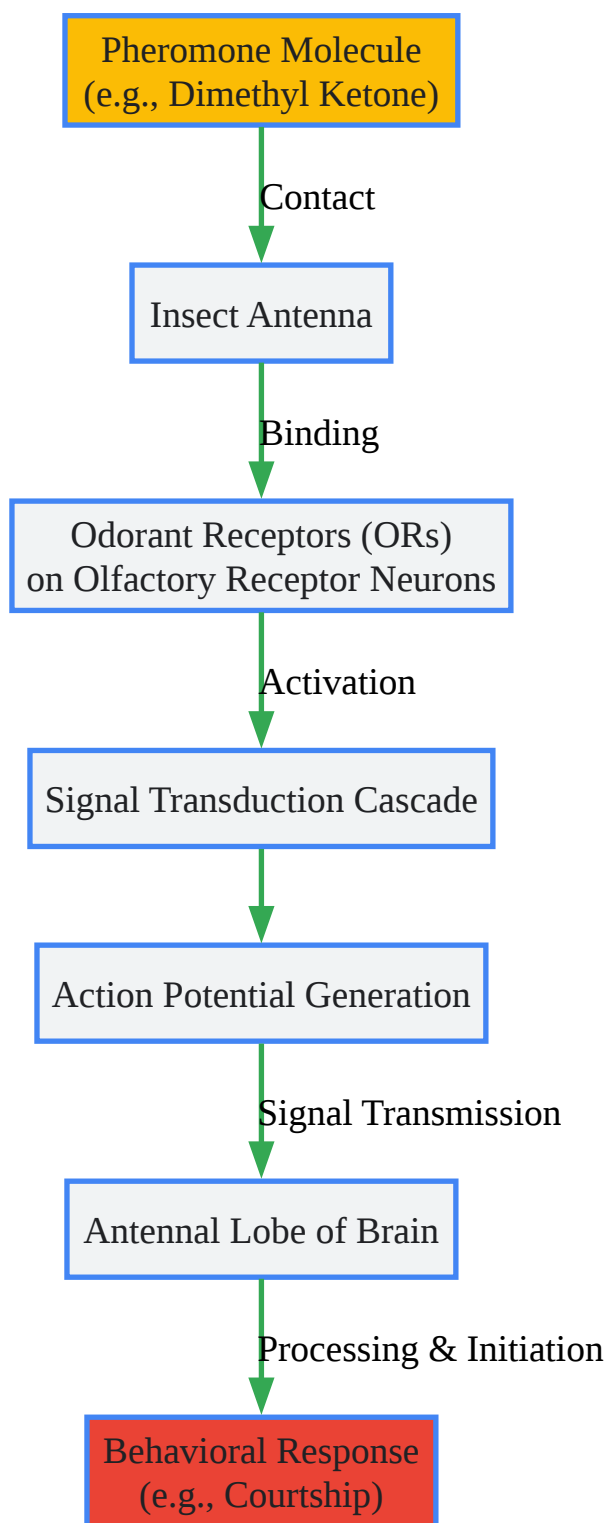 Pheromone Molecule
(e.g., Dimethyl Ketone)
Contact
Insect Antenna
Binding
Odorant Receptors (ORs)
on Olfactory Receptor Neurons
Activation
Signal Transduction Cascade
Action Potential Generation
Signal Transmission
Antennal Lobe of Brain
Processing & Initiation
Behavioral Response
(e.g., Courtship)